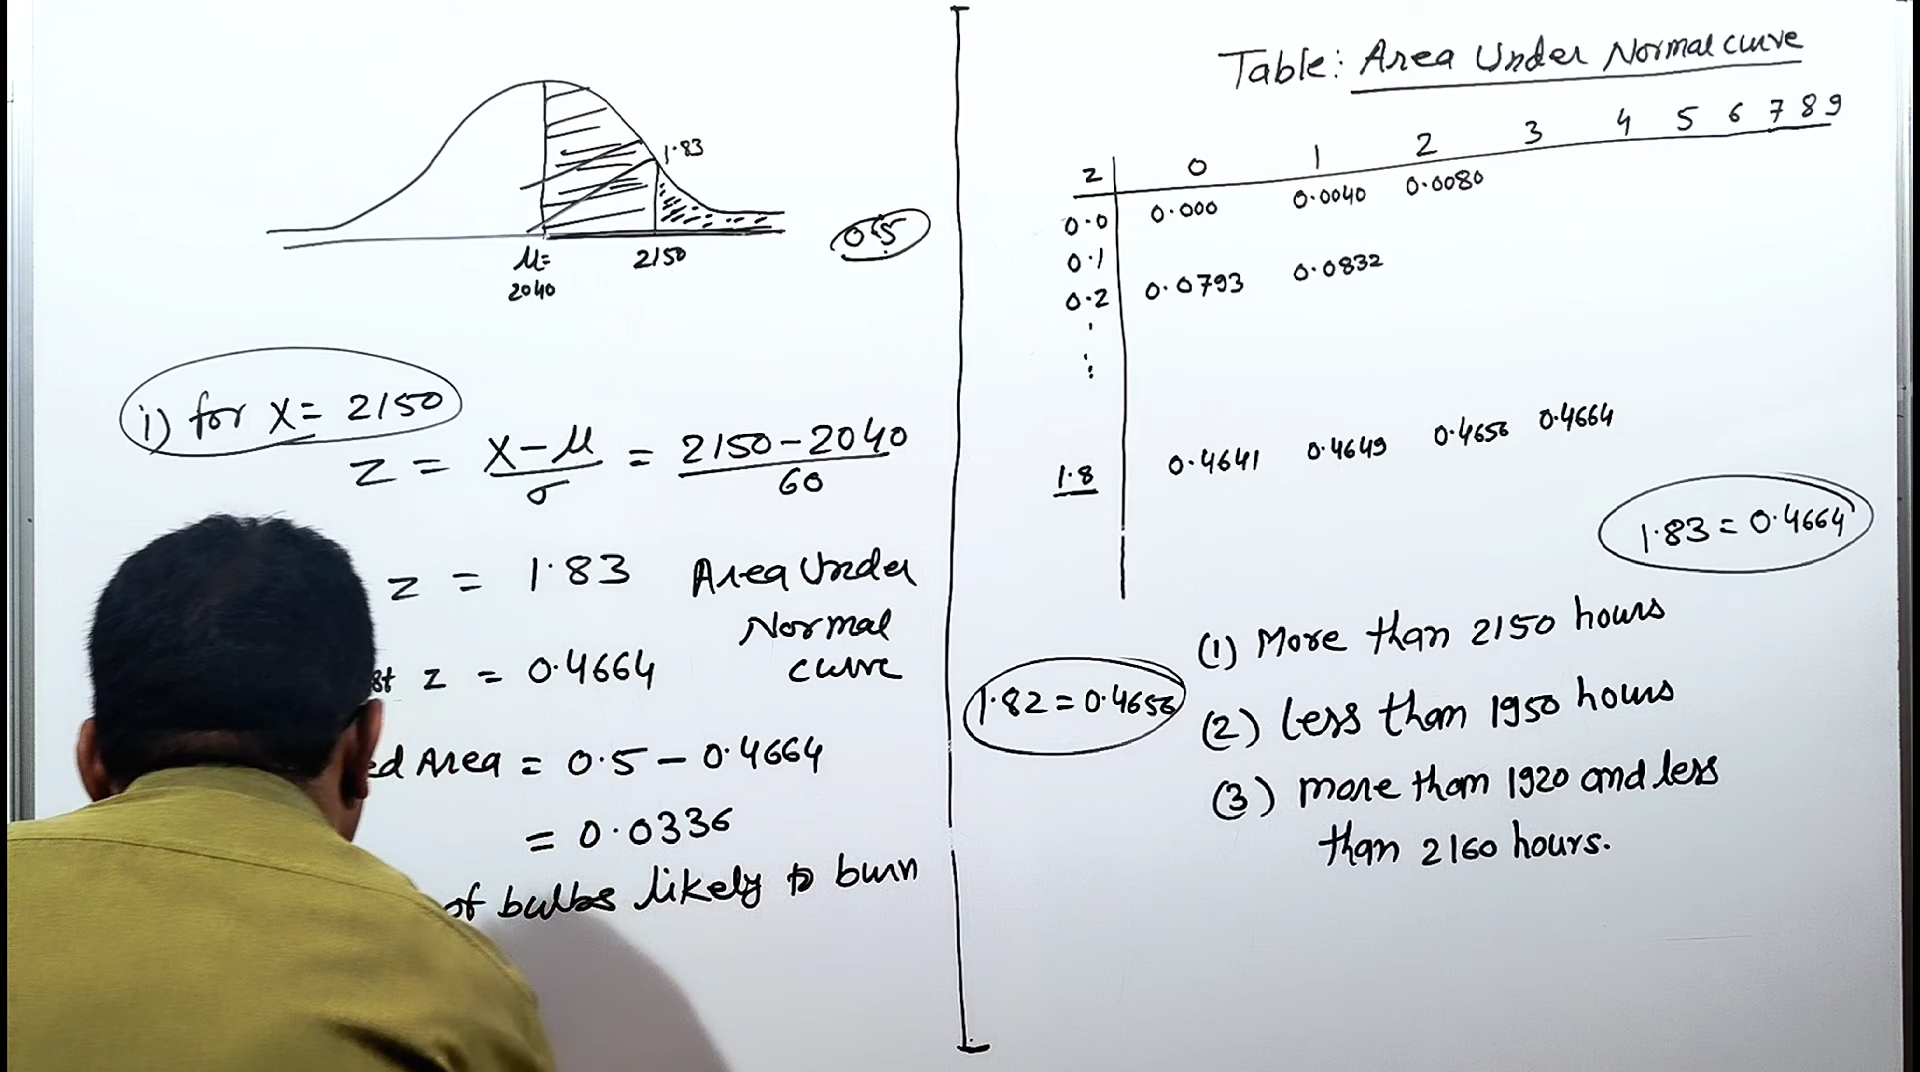 1.83
0.5
μ=
2150
2040
i) for X = 2150
Z = X-μ / σ = 2150-2040 / 60
Z = 1.83 Area Under
Normal
curve
st z = 0.4664
ed Area = 0.5 - 0.4664
= 0.0336
of bulbs likely to burn
Table: Area Under Normal curve
z 0 1 2 3 4 5 6 7 8 9
0.0 0.000 0.0040 0.0080
0.1
0.2 0.0793 0.0832
1.8 0.4641 0.4649 0.4656 0.4664
1.83 = 0.4664
1.82 = 0.4656
(1) More than 2150 hours
(2) less than 1950 hours
(3) more than 1920 and less
than 2160 hours.